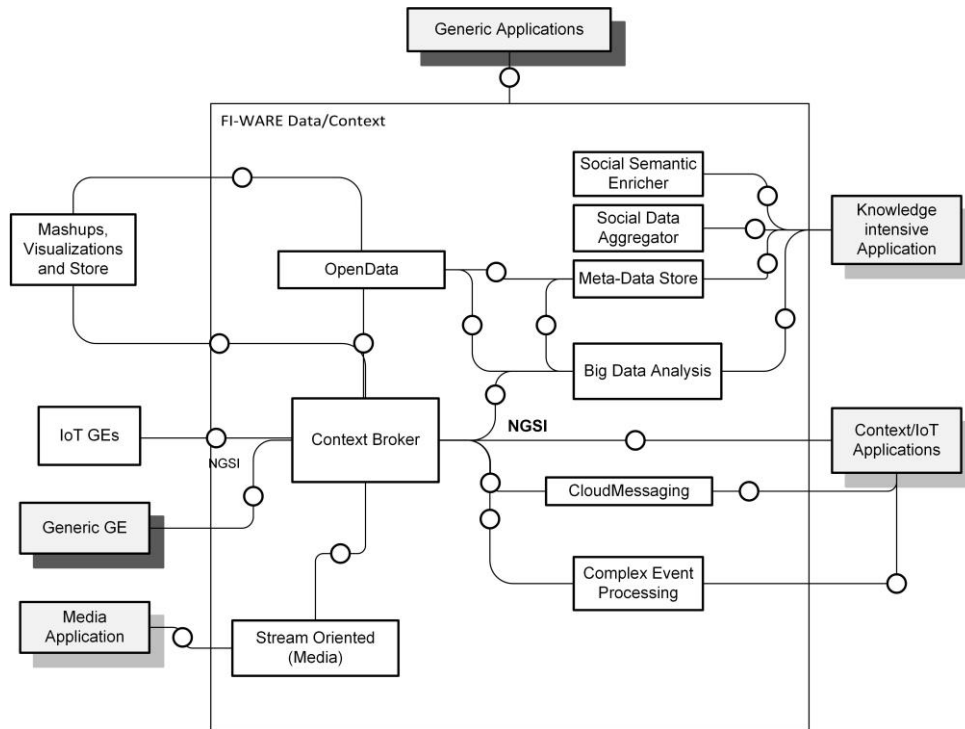 Generic Applications
FI-WARE Data/Context
Social Semantic
Enricher
Mashups,
Visualizations
and Store
Social Data
Aggregator
Knowledge
intensive
Application
OpenData
Meta-Data Store
Big Data Analysis
IoT GEs
NGSI
Context Broker
NGSI
Context/IoT
Applications
CloudMessaging
Generic GE
Complex Event
Processing
Media
Application
Stream Oriented
(Media)